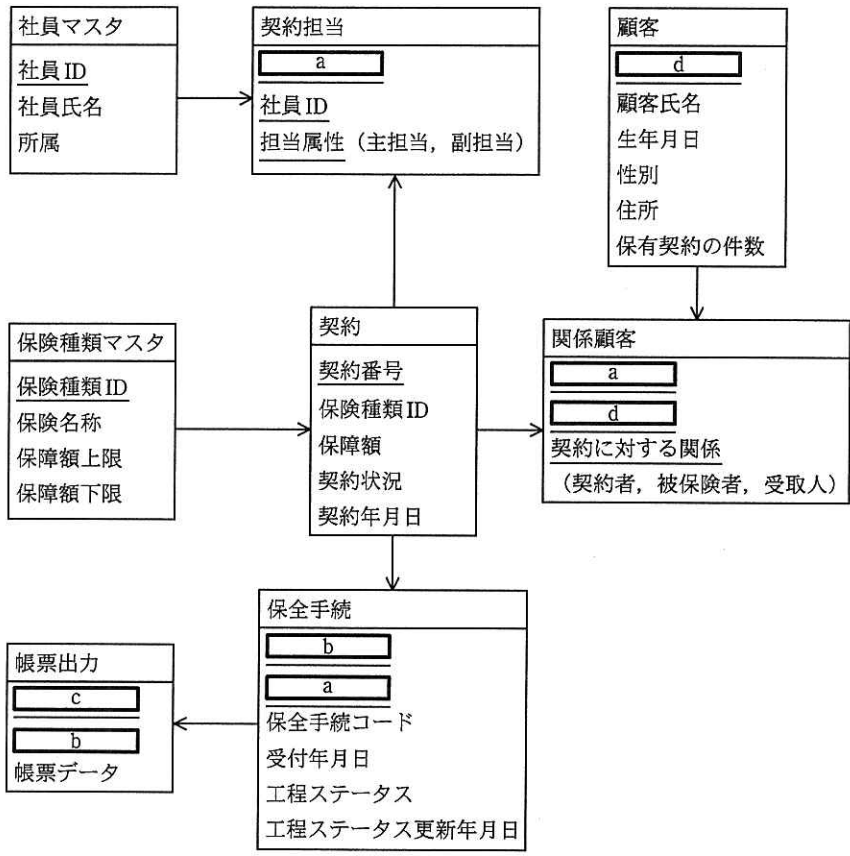 社員マスタ
社員ID
社員氏名
所属
契約担当
a
社員ID
担当属性（主担当，副担当）
顧客
d
顧客氏名
生年月日
性別
住所
保有契約の件数
保険種類マスタ
保険種類ID
保険名称
保障額上限
保障額下限
契約
契約番号
保険種類ID
保障額
契約状況
契約年月日
関係顧客
a
d
契約に対する関係
（契約者，被保険者，受取人）
帳票出力
c
b
帳票データ
保全手続
b
a
保全手続コード
受付年月日
工程ステータス
工程ステータス更新年月日